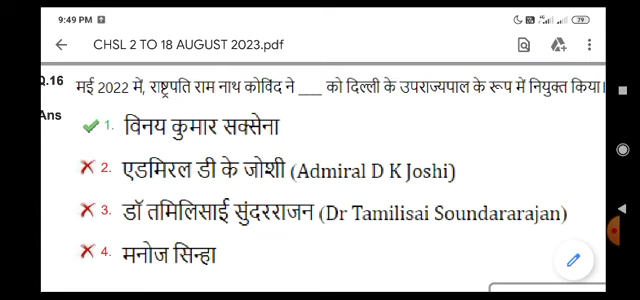 9:49 PM 79
CHSL 2 TO 18 AUGUST 2023.pdf
Q.16 मई 2022 में, राष्ट्रपति राम नाथ कोविंद ने ___ को दिल्ली के उपराज्यपाल के रूप में नियुक्त किया।
Ans
1. विनय कुमार सक्सेना
2. एडमिरल डी के जोशी (Admiral D K Joshi)
3. डॉ तमिलिसाई सुंदरराजन (Dr Tamilisai Soundararajan)
4. मनोज सिन्हा